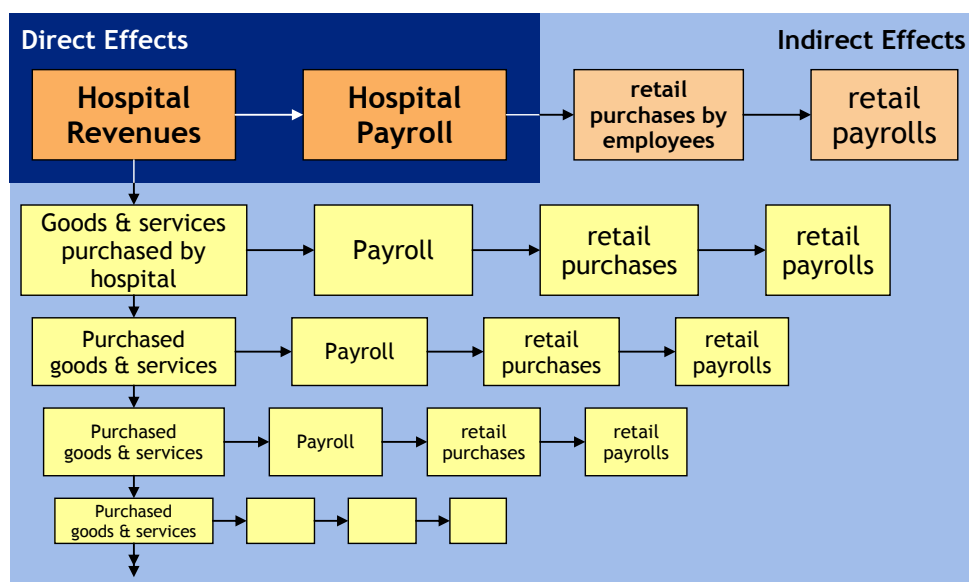 Direct Effects
Indirect Effects
Hospital
Revenues
Hospital
Payroll
retail
purchases by
employees
retail
payrolls
Goods & services
purchased by
hospital
Payroll
retail
purchases
retail
payrolls
Purchased
goods & services
Payroll
retail
purchases
retail
payrolls
Purchased
goods & services
Payroll
retail
purchases
retail
payrolls
Purchased
goods & services